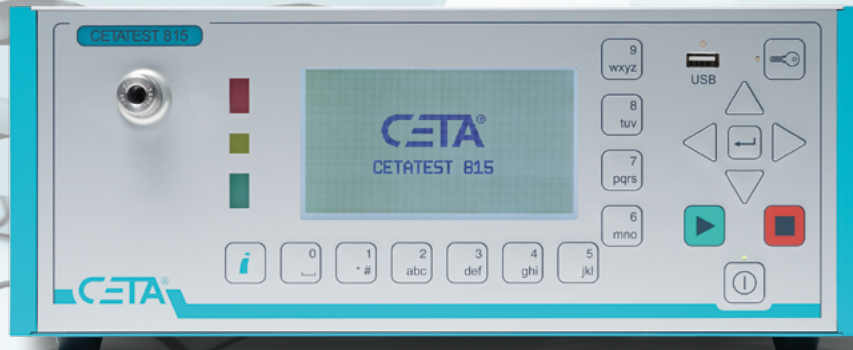 CETATEST 815
CETA®
CETATEST 815
USB
9
wxyz
8
tuv
7
pqrs
6
mno
i
0
1
* #
2
abc
3
def
4
ghi
5
jkl
CETA®